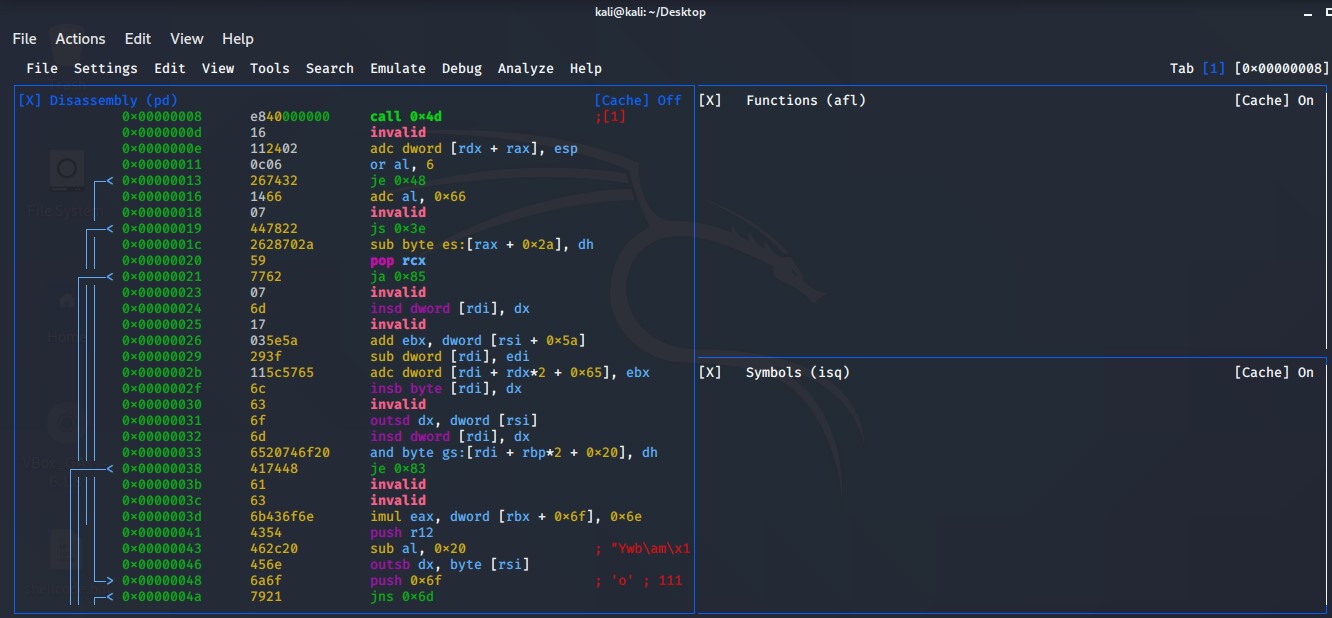 kali@kali: ~/Desktop
File Actions Edit View Help
File Settings Edit View Tools Search Emulate Debug Analyze Help Tab [1] [0×00000008]
[X] Disassembly (pd) [Cache] Off
0×00000008 e840000000 call 0×4d ;[1]
0×0000000d 16 invalid
0×0000000e 112402 adc dword [rdx + rax], esp
0×00000011 0c06 or al, 6
0×00000013 267432 je 0×48
0×00000016 1466 adc al, 0×66
0×00000018 07 invalid
0×00000019 447822 js 0×3e
0×0000001c 2628702a sub byte es:[rax + 0×2a], dh
0×00000020 59 pop rcx
0×00000021 7762 ja 0×85
0×00000023 07 invalid
0×00000024 6d insd dword [rdi], dx
0×00000025 17 invalid
0×00000026 035e5a add ebx, dword [rsi + 0×5a]
0×00000029 293f sub dword [rdi], edi
0×0000002b 115c5765 adc dword [rdi + rdx*2 + 0×65], ebx
0×0000002f 6c insb byte [rdi], dx
0×00000030 63 invalid
0×00000031 6f outsd dx, dword [rsi]
0×00000032 6d insd dword [rdi], dx
0×00000033 6520746f20 and byte gs:[rdi + rbp*2 + 0×20], dh
0×00000038 417448 je 0×83
0×0000003b 61 invalid
0×0000003c 63 invalid
0×0000003d 6b436f6e imul eax, dword [rbx + 0×6f], 0×6e
0×00000041 4354 push r12
0×00000043 462c20 sub al, 0×20 ; "Ywb\am\x1
0×00000046 456e outsb dx, byte [rsi]
0×00000048 6a6f push 0×6f ; 'o' ; 111
0×0000004a 7921 jns 0×6d
[X] Functions (afl) [Cache] On
[X] Symbols (isq) [Cache] On
File System